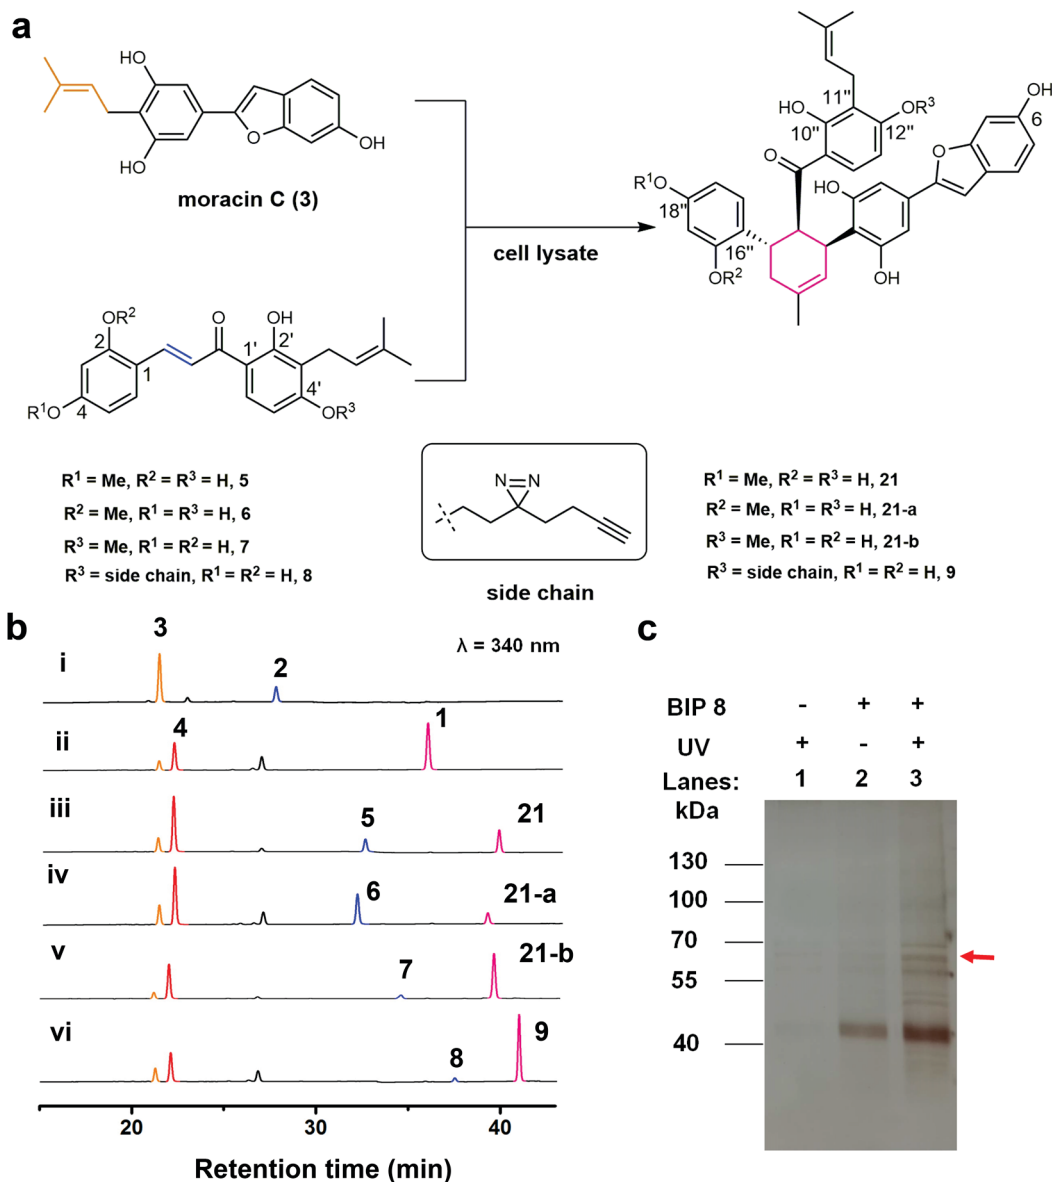 a
HO
HO
O
OH
moracin C (3)
cell lysate
OR²
2
1
4
R¹O
O
OH
1'
2'
4'
OR³
HO
11"
OR³
10"
12"
O
OH
6
O
R¹O
18"
16"
OR²
HO
OH
R¹ = Me, R² = R³ = H, 5
R² = Me, R¹ = R³ = H, 6
R³ = Me, R¹ = R² = H, 7
R³ = side chain, R¹ = R² = H, 8
N=N
side chain
R¹ = Me, R² = R³ = H, 21
R² = Me, R¹ = R³ = H, 21-a
R³ = Me, R¹ = R² = H, 21-b
R³ = side chain, R¹ = R² = H, 9
b
λ = 340 nm
i
3
2
ii
4
1
iii
5
21
iv
6
21-a
v
7
21-b
vi
8
9
20
30
40
Retention time (min)
c
BIP 8 - + +
UV + - +
Lanes: 1 2 3
kDa
130
100
70
55
40